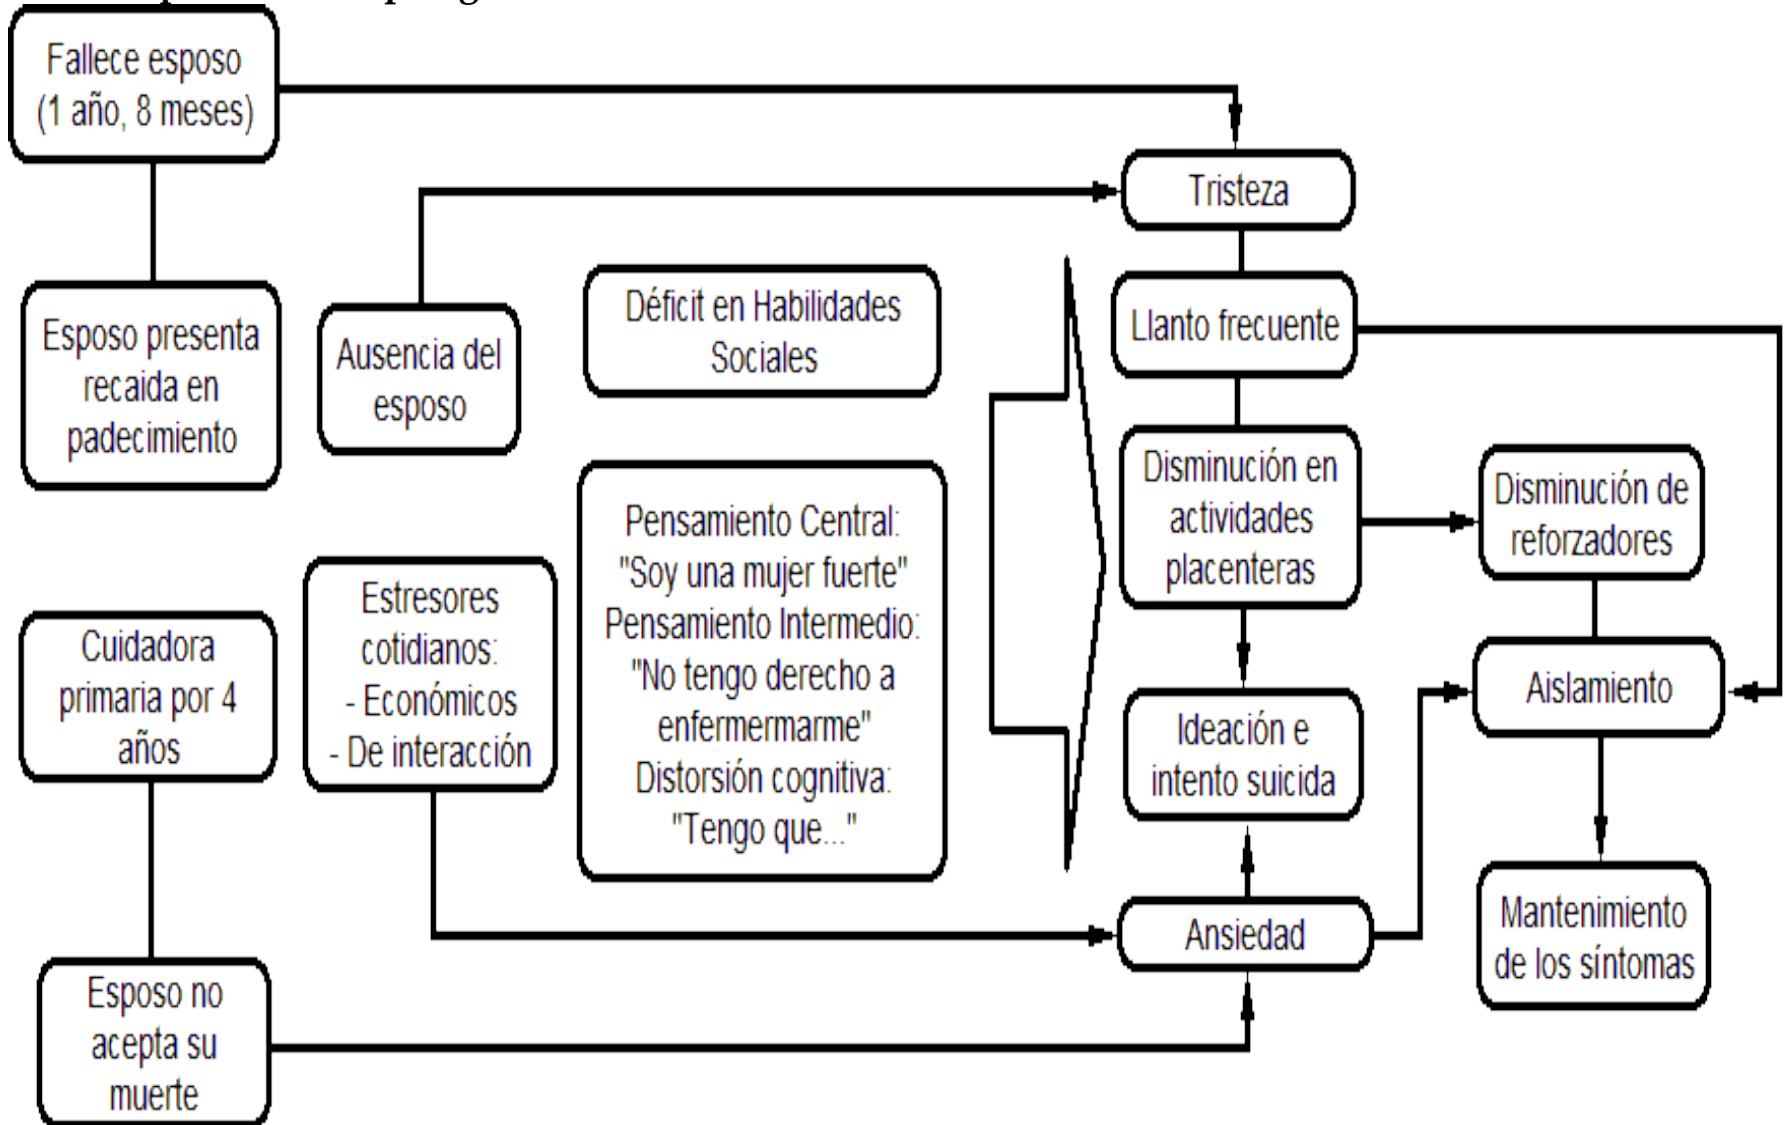 Fallece esposo
(1 año, 8 meses)
Esposo presenta
recaida en
padecimiento
Cuidadora
primaria por 4
años
Esposo no
acepta su
muerte
Ausencia del
esposo
Estresores
cotidianos:
- Económicos
- De interacción
Déficit en Habilidades
Sociales
Pensamiento Central:
"Soy una mujer fuerte"
Pensamiento Intermedio:
"No tengo derecho a
enfermermarme"
Distorsión cognitiva:
"Tengo que..."
Tristeza
Llanto frecuente
Disminución en
actividades
placenteras
Ideación e
intento suicida
Ansiedad
Disminución de
reforzadores
Aislamiento
Mantenimiento
de los síntomas